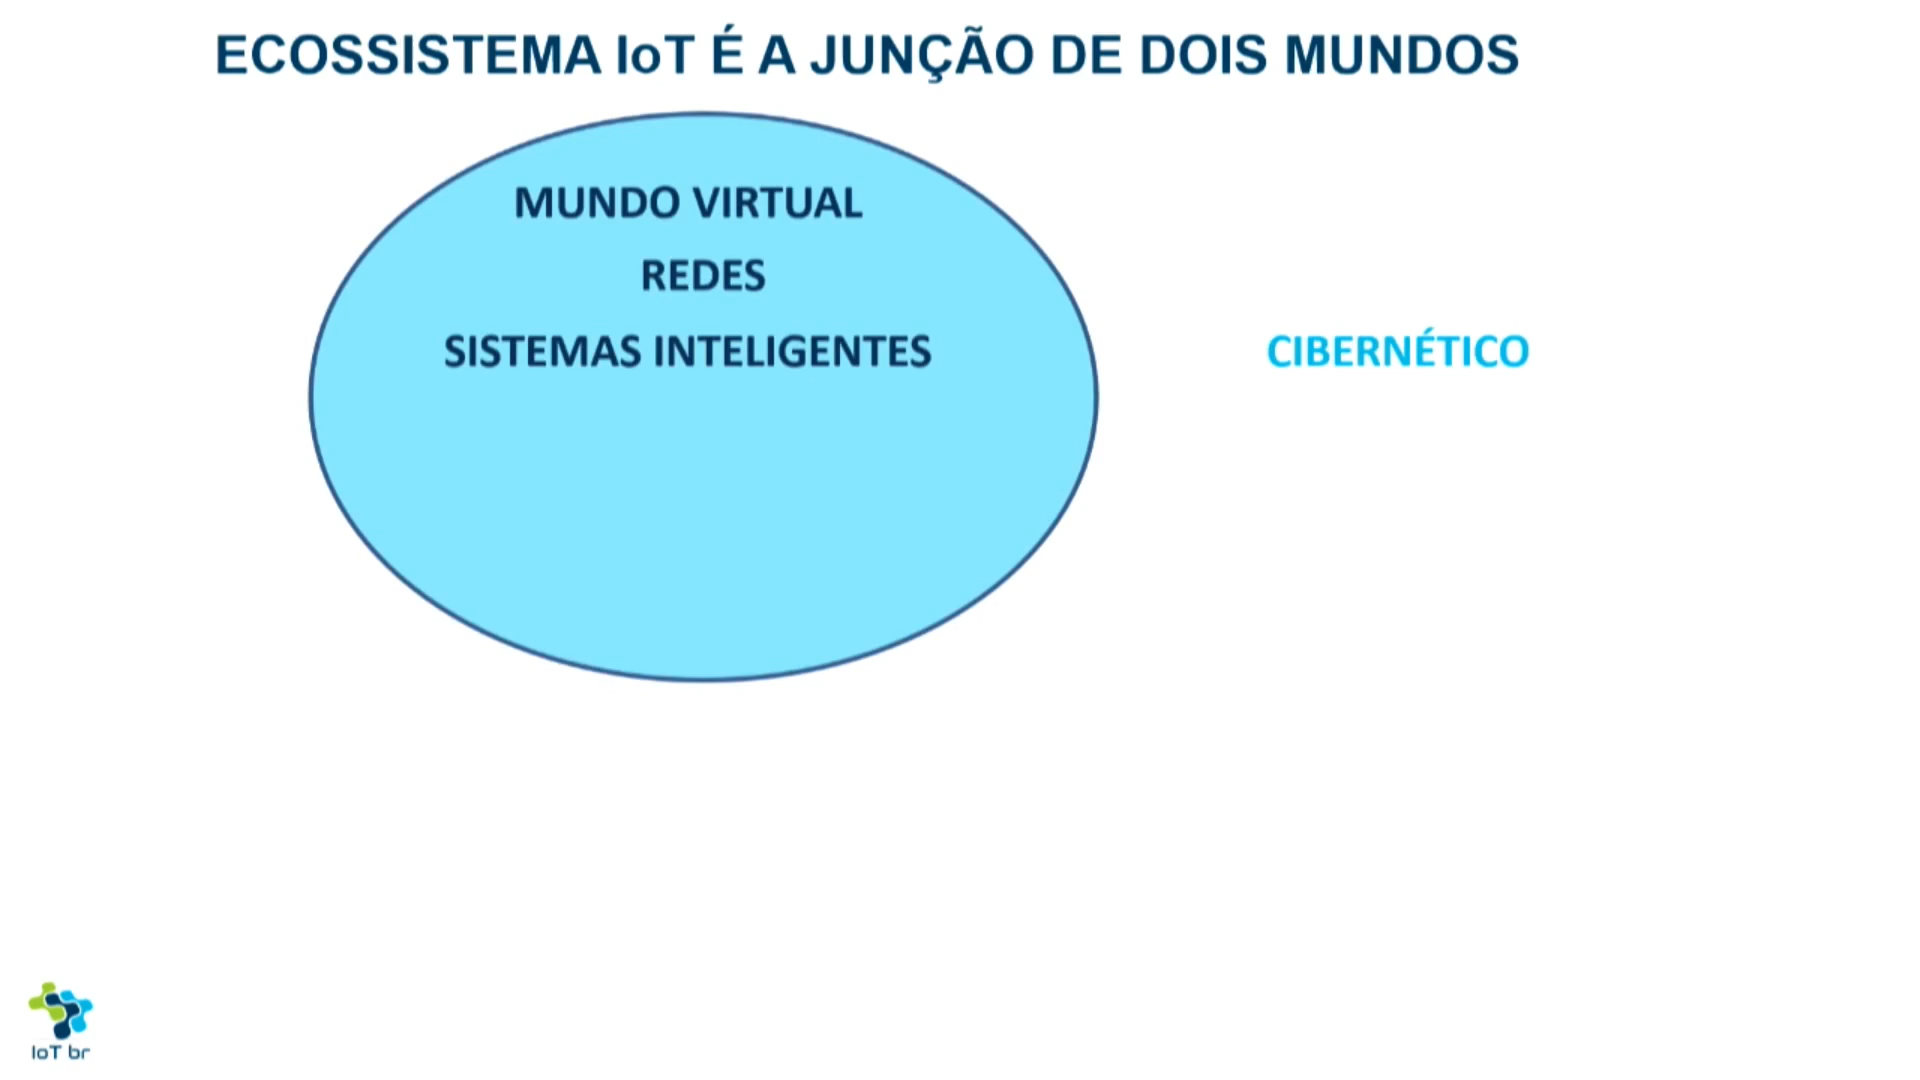 ECOSSISTEMA IoT É A JUNÇÃO DE DOIS MUNDOS
MUNDO VIRTUAL
REDES
SISTEMAS INTELIGENTES
CIBERNÉTICO
IoT br